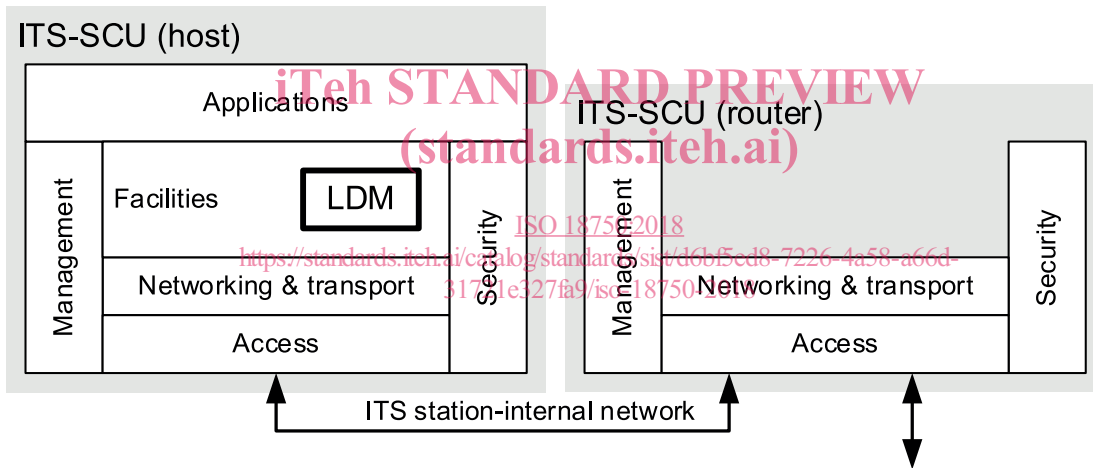 ITS-SCU (host)
Applications
Management
Facilities
LDM
Security
Networking & transport
Access
ITS-SCU (router)
Management
Networking & transport
Access
Security
ITS station-internal network
iTeh STANDARD PREVIEW
(standards.iteh.ai)
ISO 18750:2018
https://standards.iteh.ai/catalog/standards/sist/d6bf5cd8-7226-4a58-a66d-